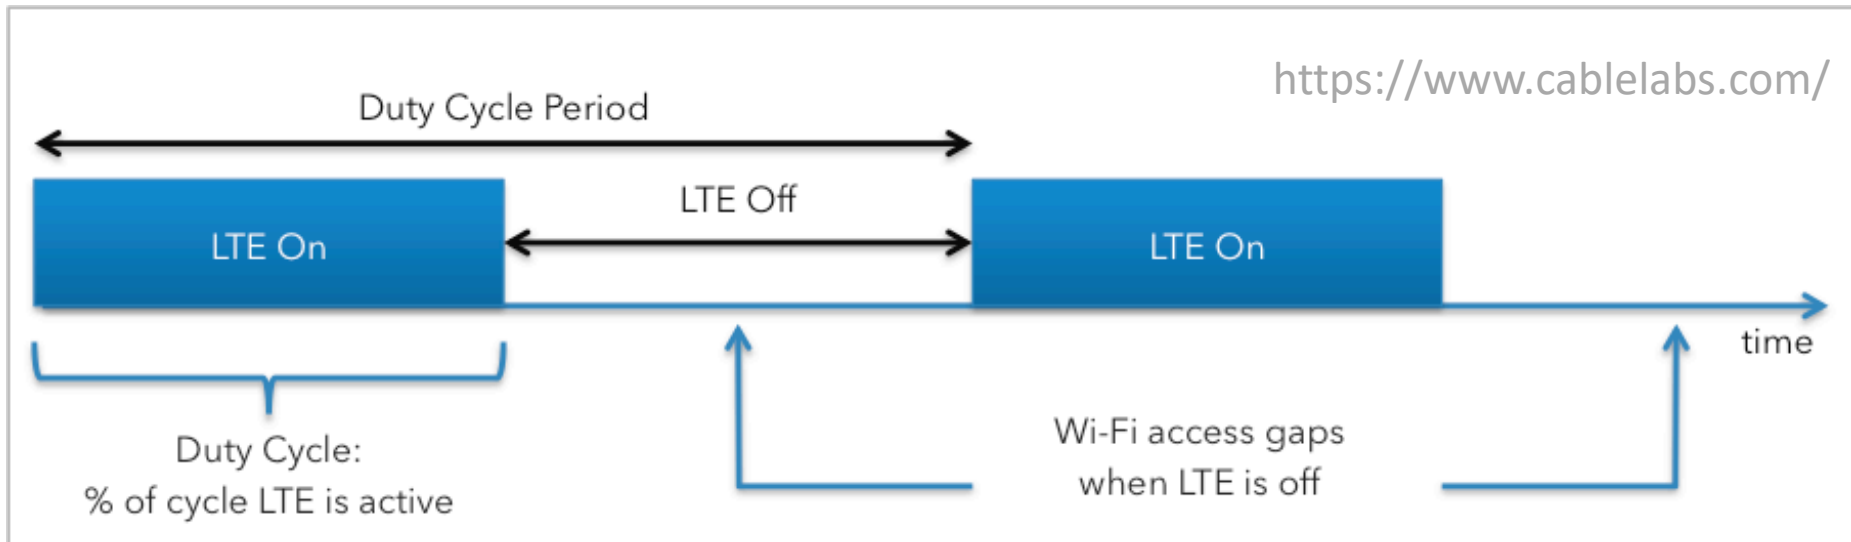 https://www.cablelabs.com/
Duty Cycle Period
LTE Off
LTE On
LTE On
time
Duty Cycle:
% of cycle LTE is active
Wi-Fi access gaps
when LTE is off